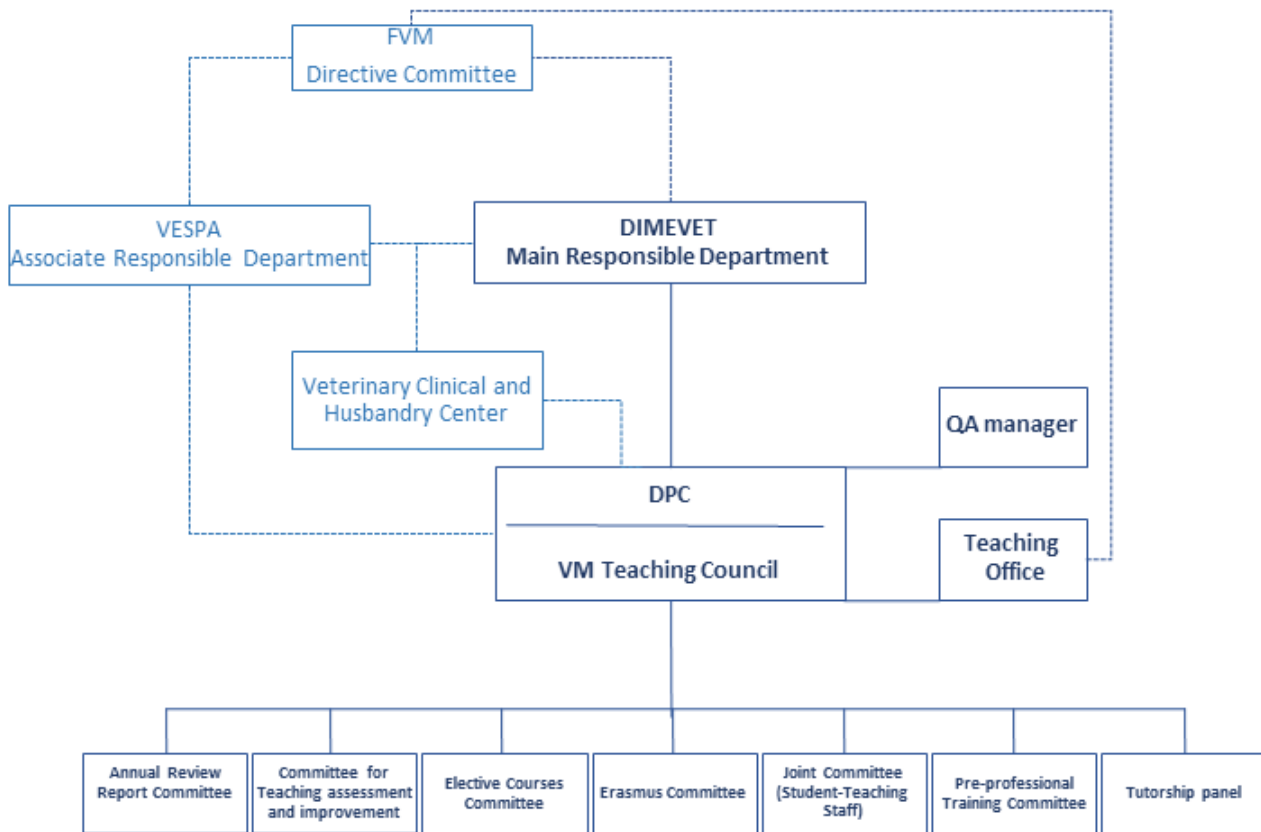 FVM
Directive Committee
VESPA
Associate Responsible Department
DIMEVET
Main Responsible Department
Veterinary Clinical and
Husbandry Center
QA manager
DPC
VM Teaching Council
Teaching
Office
Annual Review
Report Committee
Committee for
Teaching assessment
and improvement
Elective Courses
Committee
Erasmus Committee
Joint Committee
(Student-Teaching
Staff)
Pre-professional
Training Committee
Tutorship panel